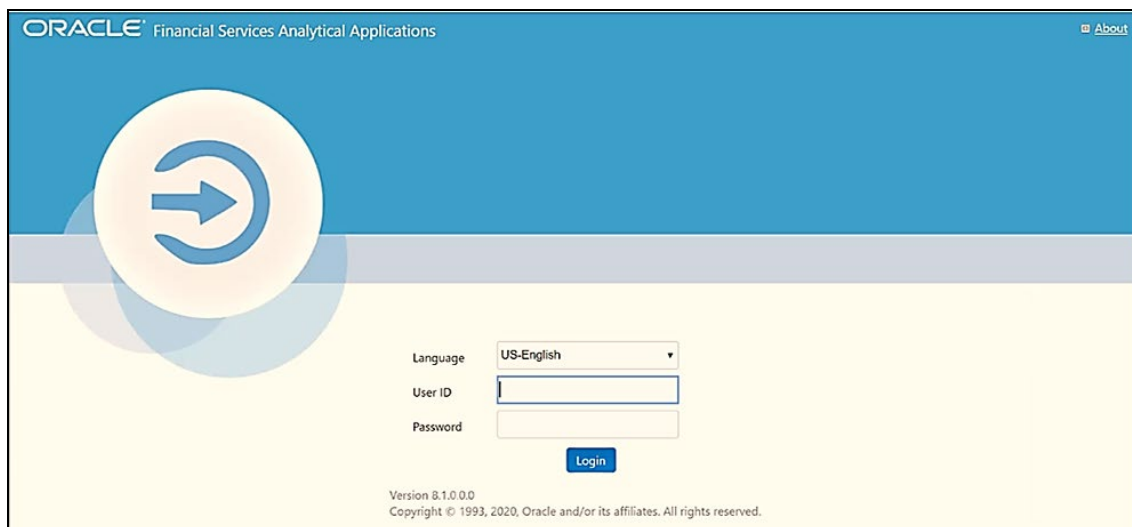 ORACLE® Financial Services Analytical Applications
About
Language US-English
User ID
Password
Login
Version 8.1.0.0.0
Copyright © 1993, 2020, Oracle and/or its affiliates. All rights reserved.